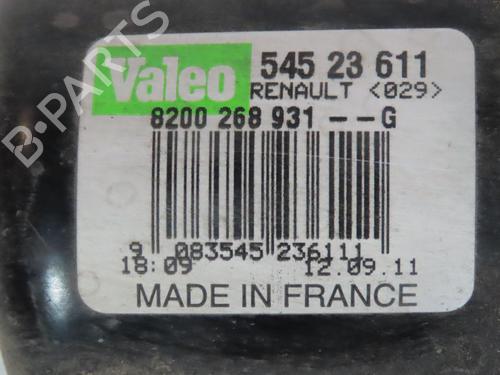 Valeo 545 23 611
RENAULT <029>
8200 268 931 -- G
9 083545 236111
18:09 12.09.11
MADE IN FRANCE
B-PARTS